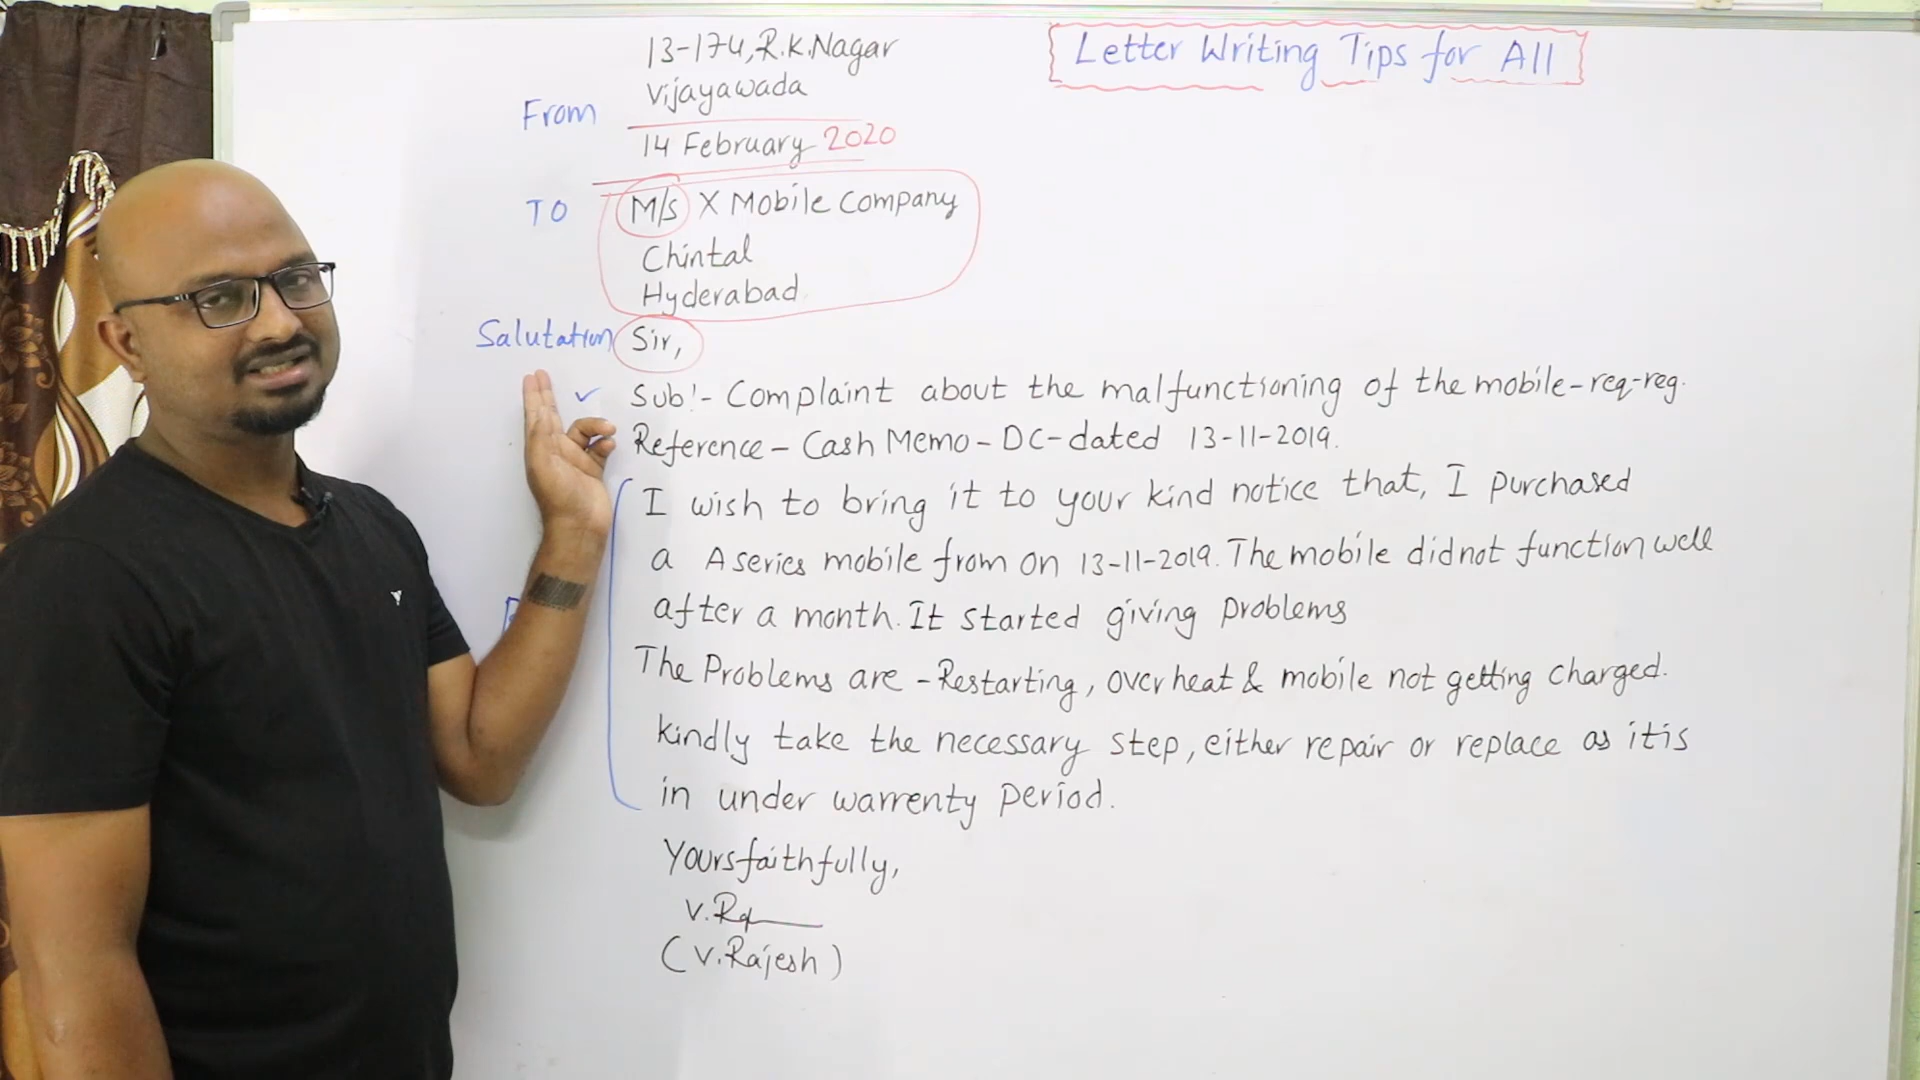 Letter Writing Tips for All
13-174, R.K. Nagar
Vijayawada
From
14 February 2020
TO
M/s X Mobile Company
Chintal
Hyderabad.
Salutation Sir,
✓ Sub:- Complaint about the malfunctioning of the mobile-req-reg.
Reference - Cash Memo - DC - dated 13-11-2019.
I wish to bring it to your kind notice that, I purchased
a A series mobile from on 13-11-2019. The mobile did not function well
after a month. It started giving problems
The Problems are - Restarting, over heat & mobile not getting charged.
kindly take the necessary step, either repair or replace as it is
in under warrenty period.
Yours faithfully,
(V. Rajesh)